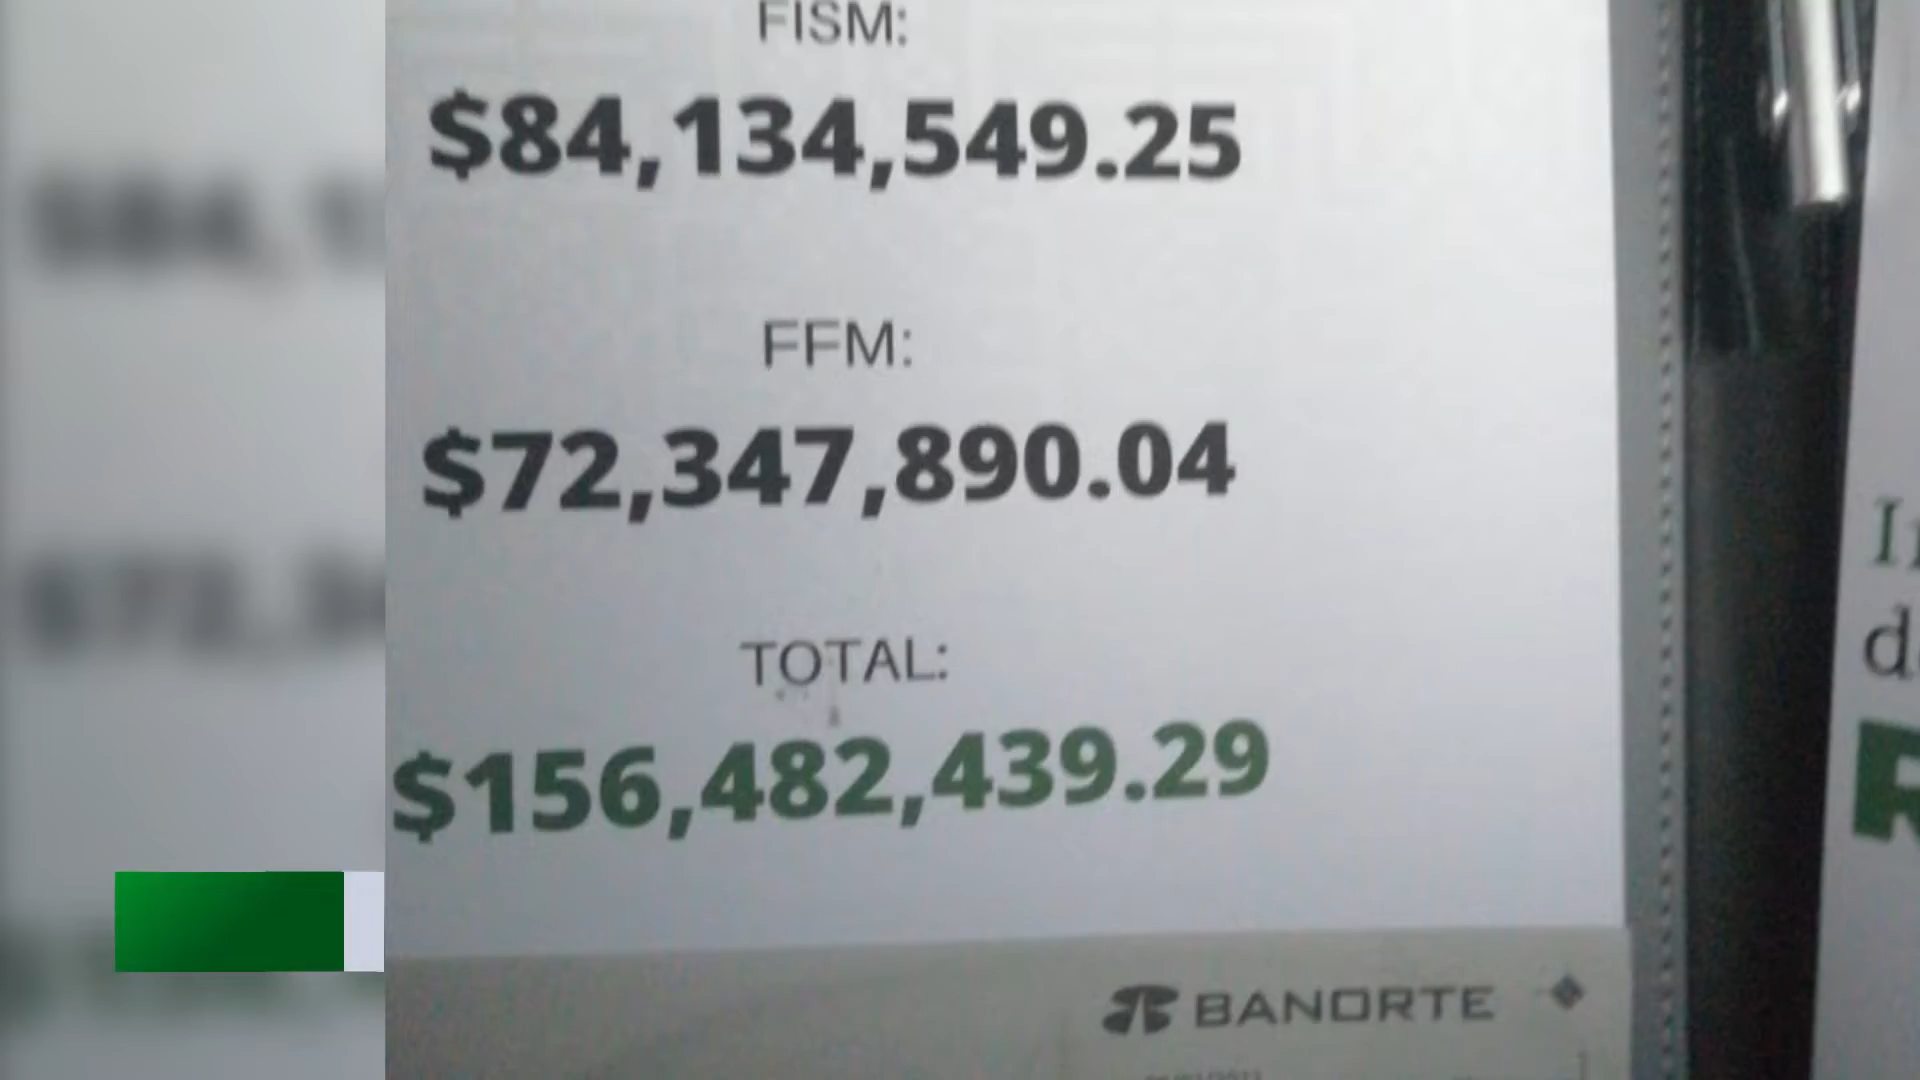 FISM:
$84,134,549.25
FFM:
$72,347,890.04
TOTAL:
$156,482,439.29
BANORTE